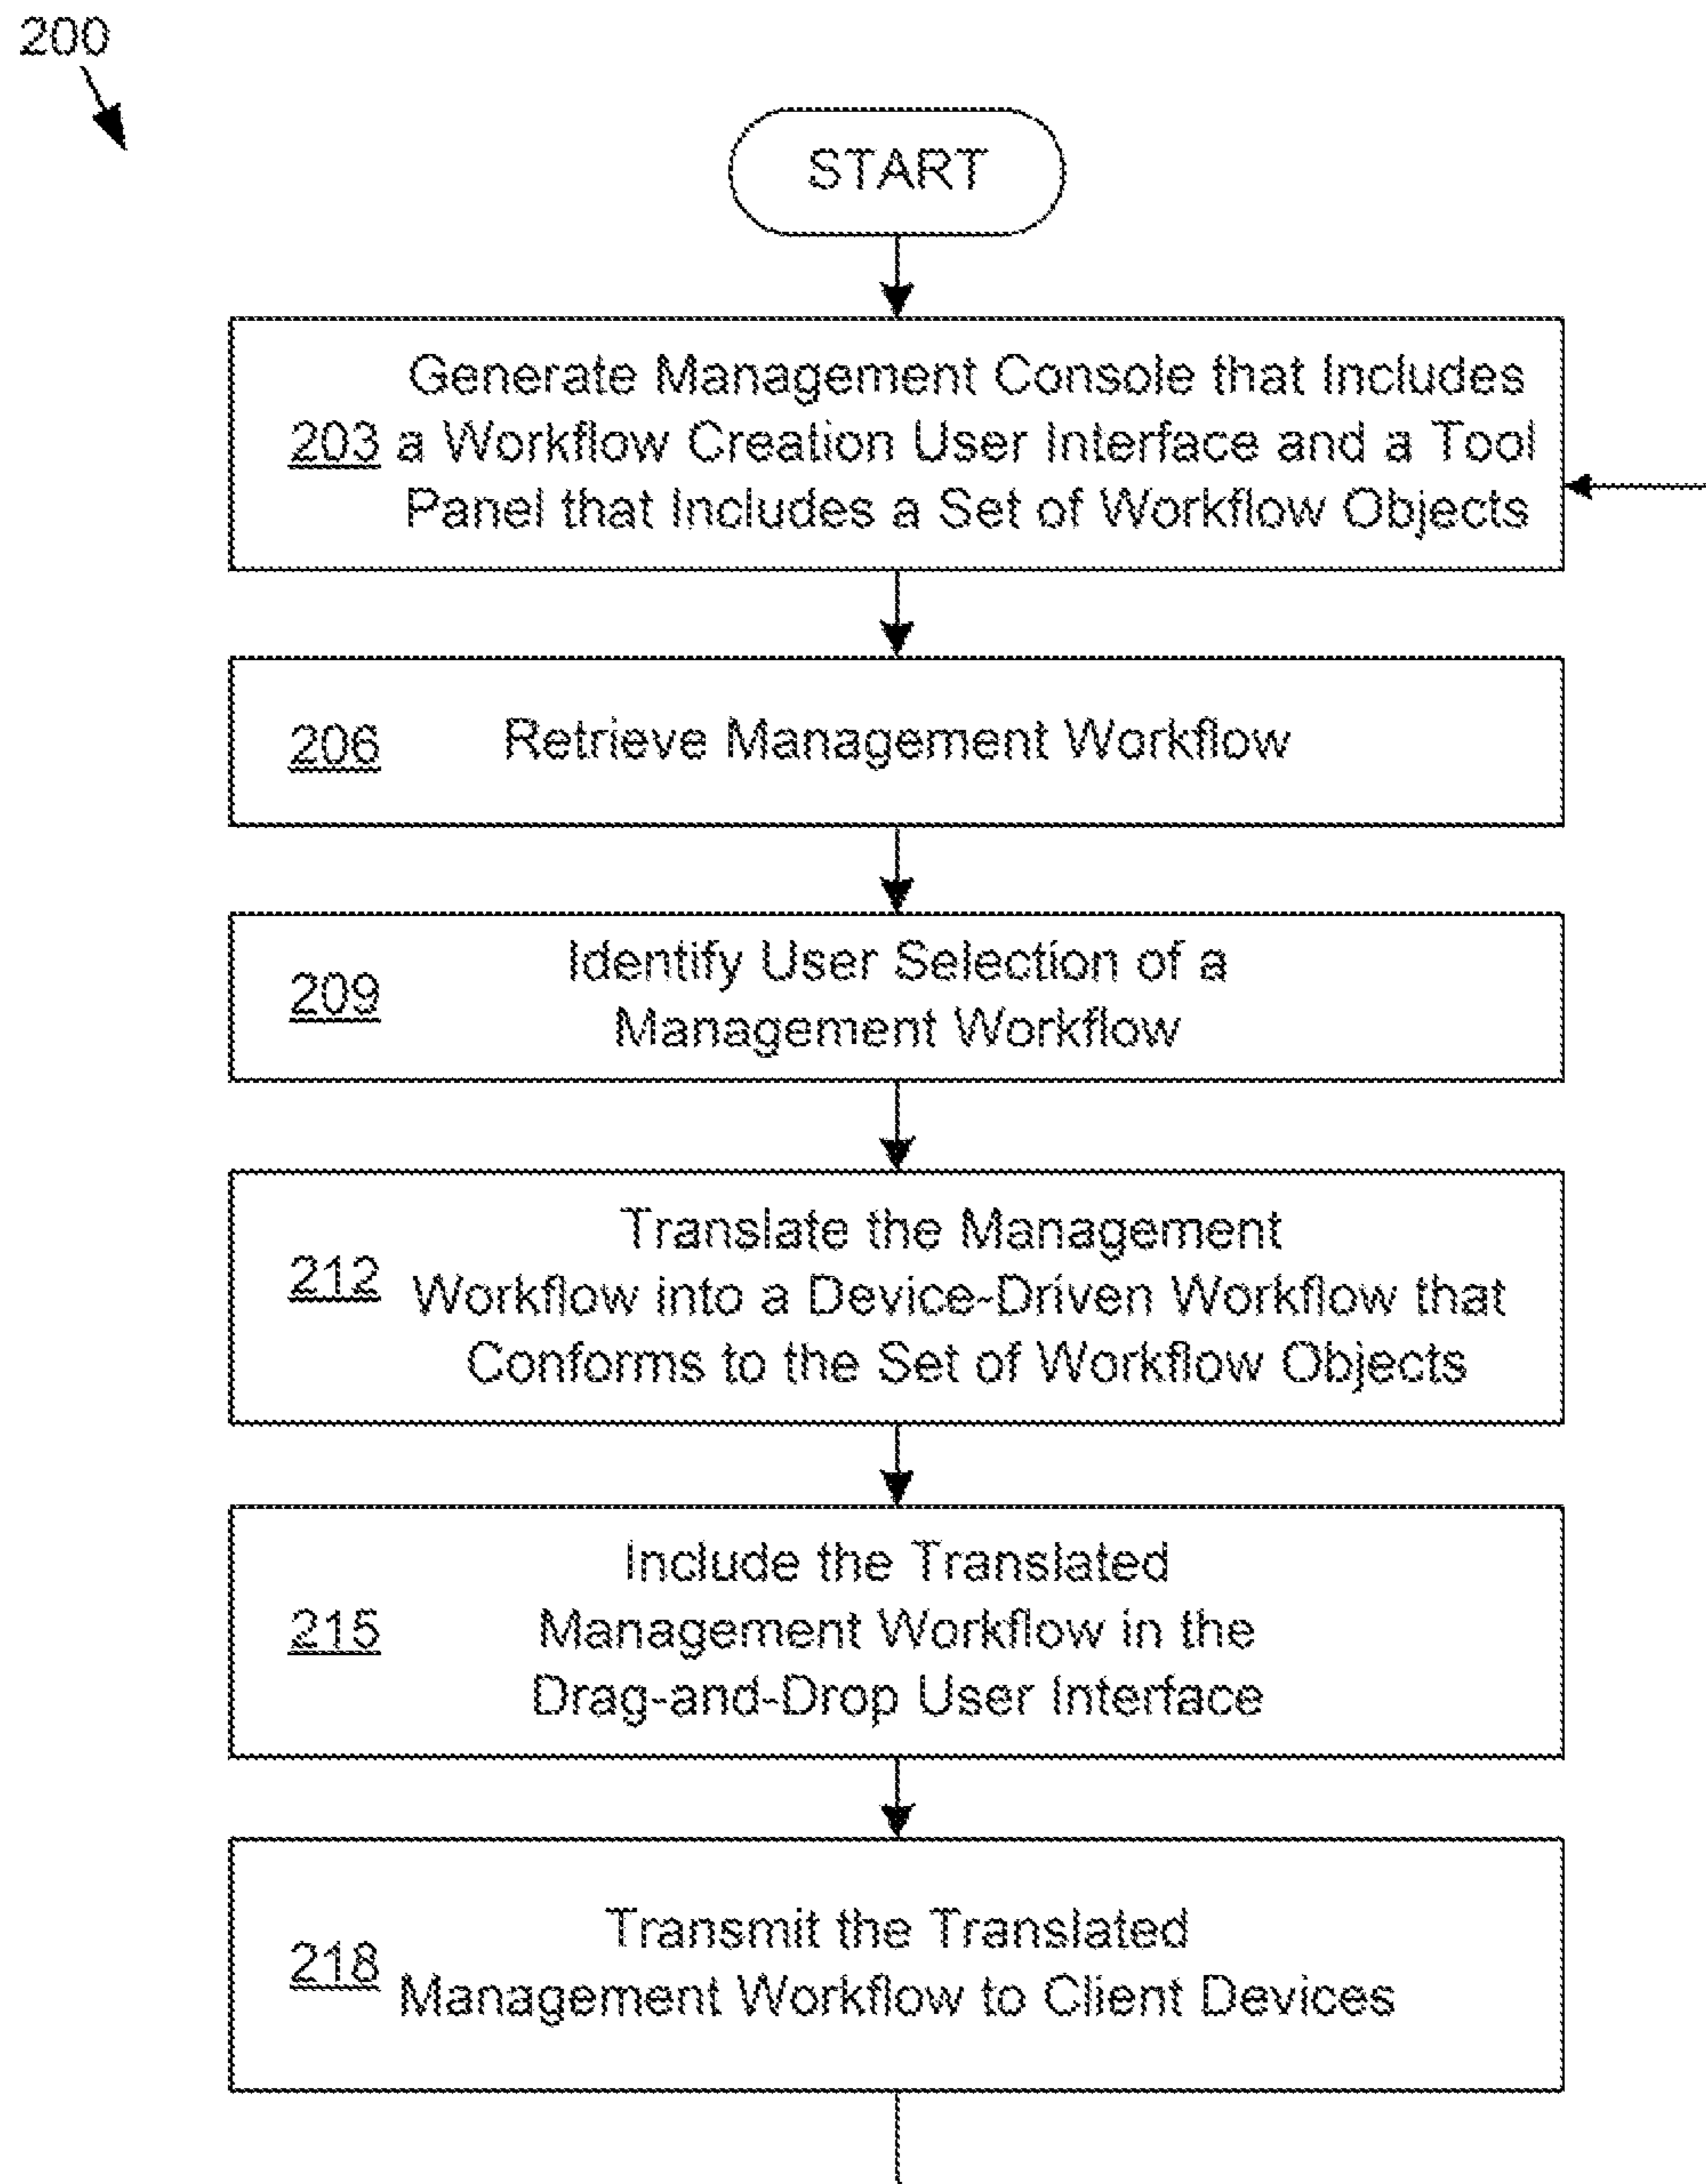 200
START
Generate Management Console that Includes
203 a Workflow Creation User Interface and a Tool
Panel that Includes a Set of Workflow Objects
206 Retrieve Management Workflow
Identify User Selection of a
209
Management Workflow
Translate the Management
212 Workflow into a Device-Driven Workflow that
Conforms to the Set of Workflow Objects
Include the Translated
215 Management Workflow in the
Drag-and-Drop User Interface
Transmit the Translated
218 Management Workflow to Client Devices